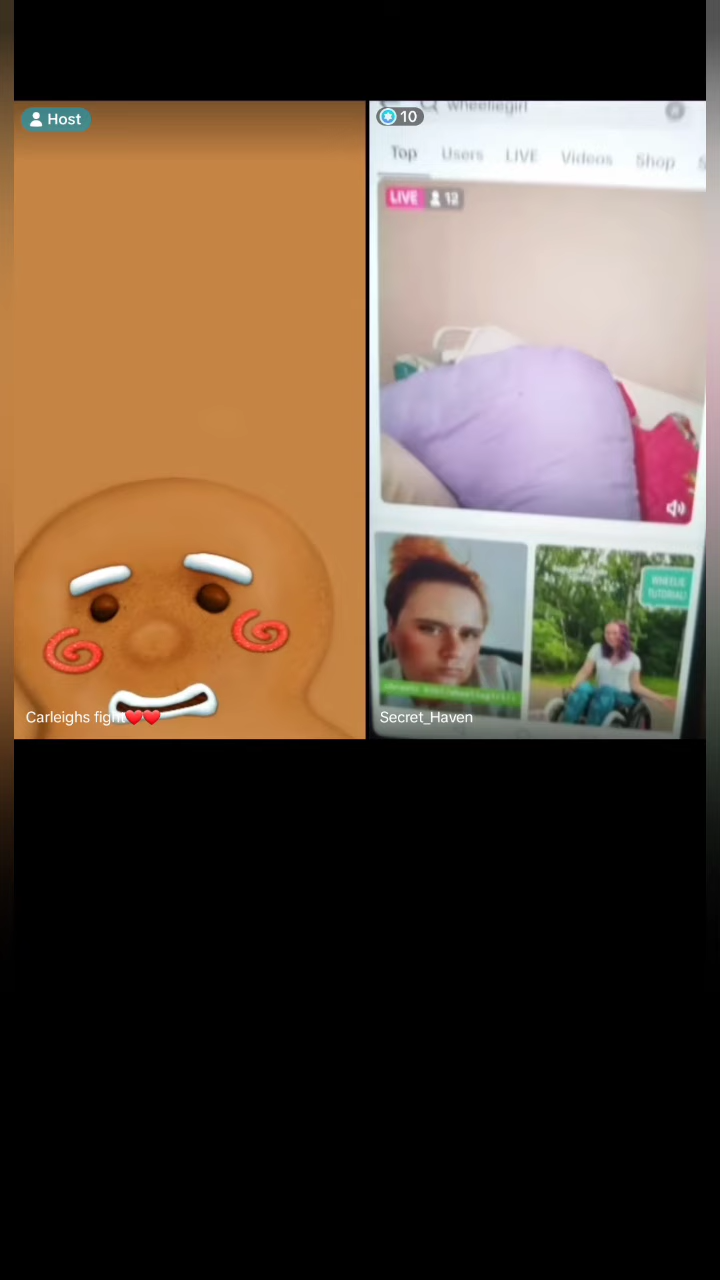 Host
10
wheeliegirl
Top Users LIVE Videos Shop
LIVE 12
WHEELIE
TUTORIAL!
Carleighs fight❤️❤️
Secret_Haven